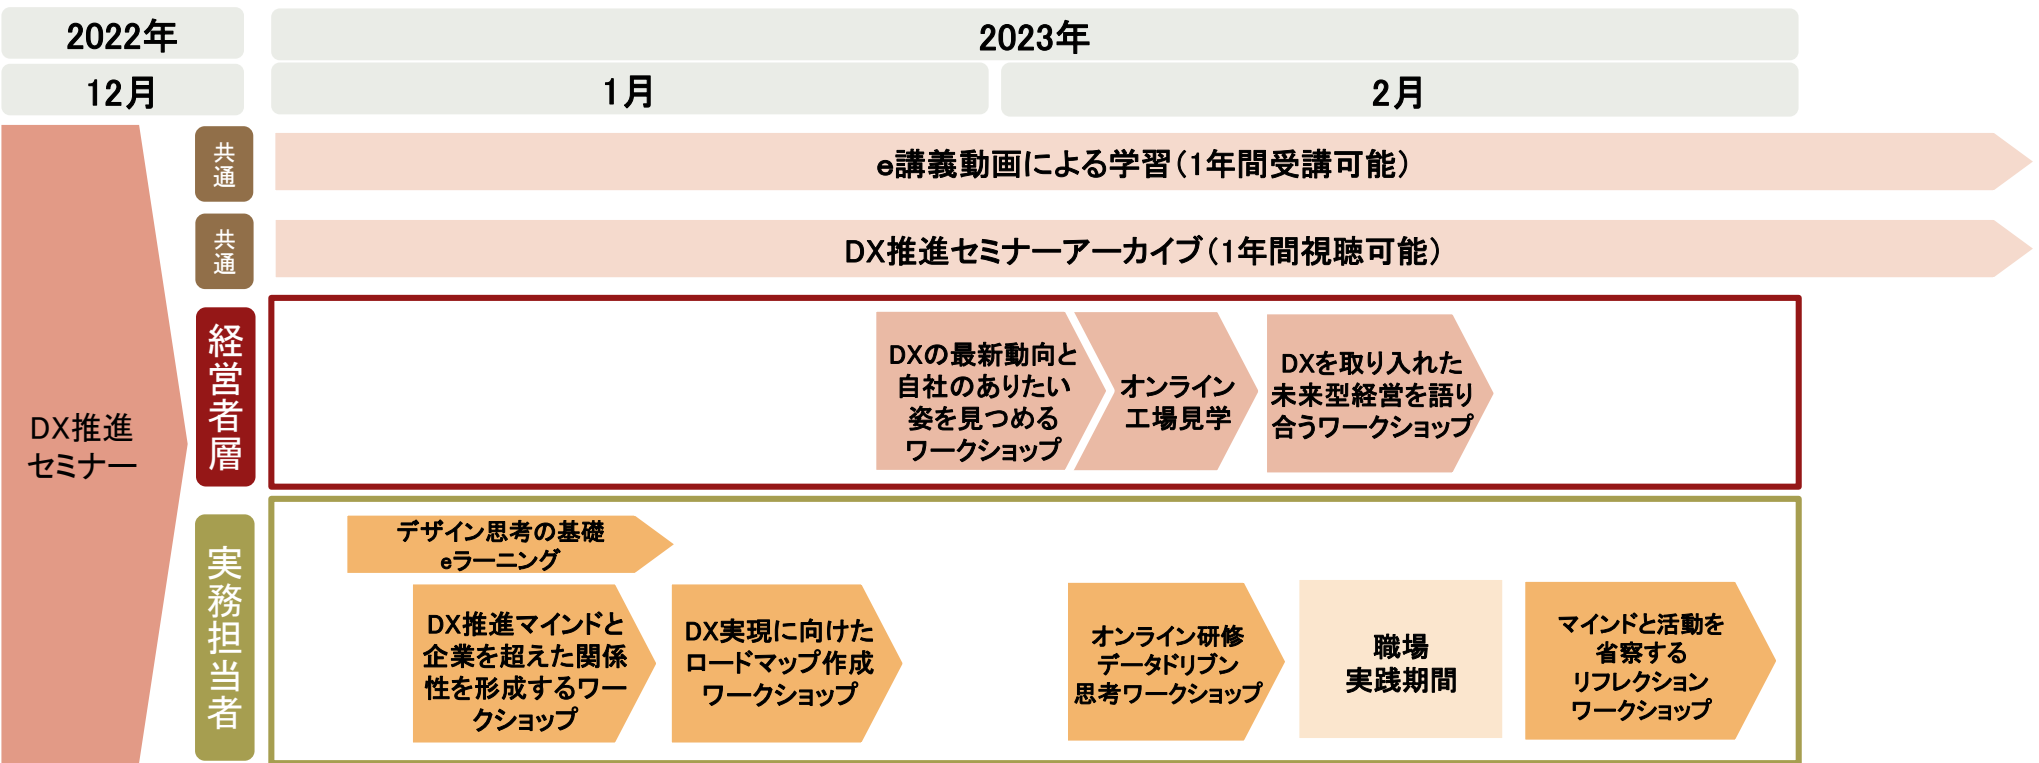 2022年
2023年
12月
1月
2月
DX推進
セミナー
共
通
e講義動画による学習（1年間受講可能）
共
通
DX推進セミナーアーカイブ（1年間視聴可能）
経
営
者
層
DXの最新動向と
自社のありたい
姿を見つめる
ワークショップ
オンライン
工場見学
DXを取り入れた
未来型経営を語り
合うワークショップ
実
務
担
当
者
デザイン思考の基礎
eラーニング
DX推進マインドと
企業を超えた関係
性を形成するワー
クショップ
DX実現に向けた
ロードマップ作成
ワークショップ
オンライン研修
データドリブン
思考ワークショップ
職場
実践期間
マインドと活動を
省察する
リフレクション
ワークショップ